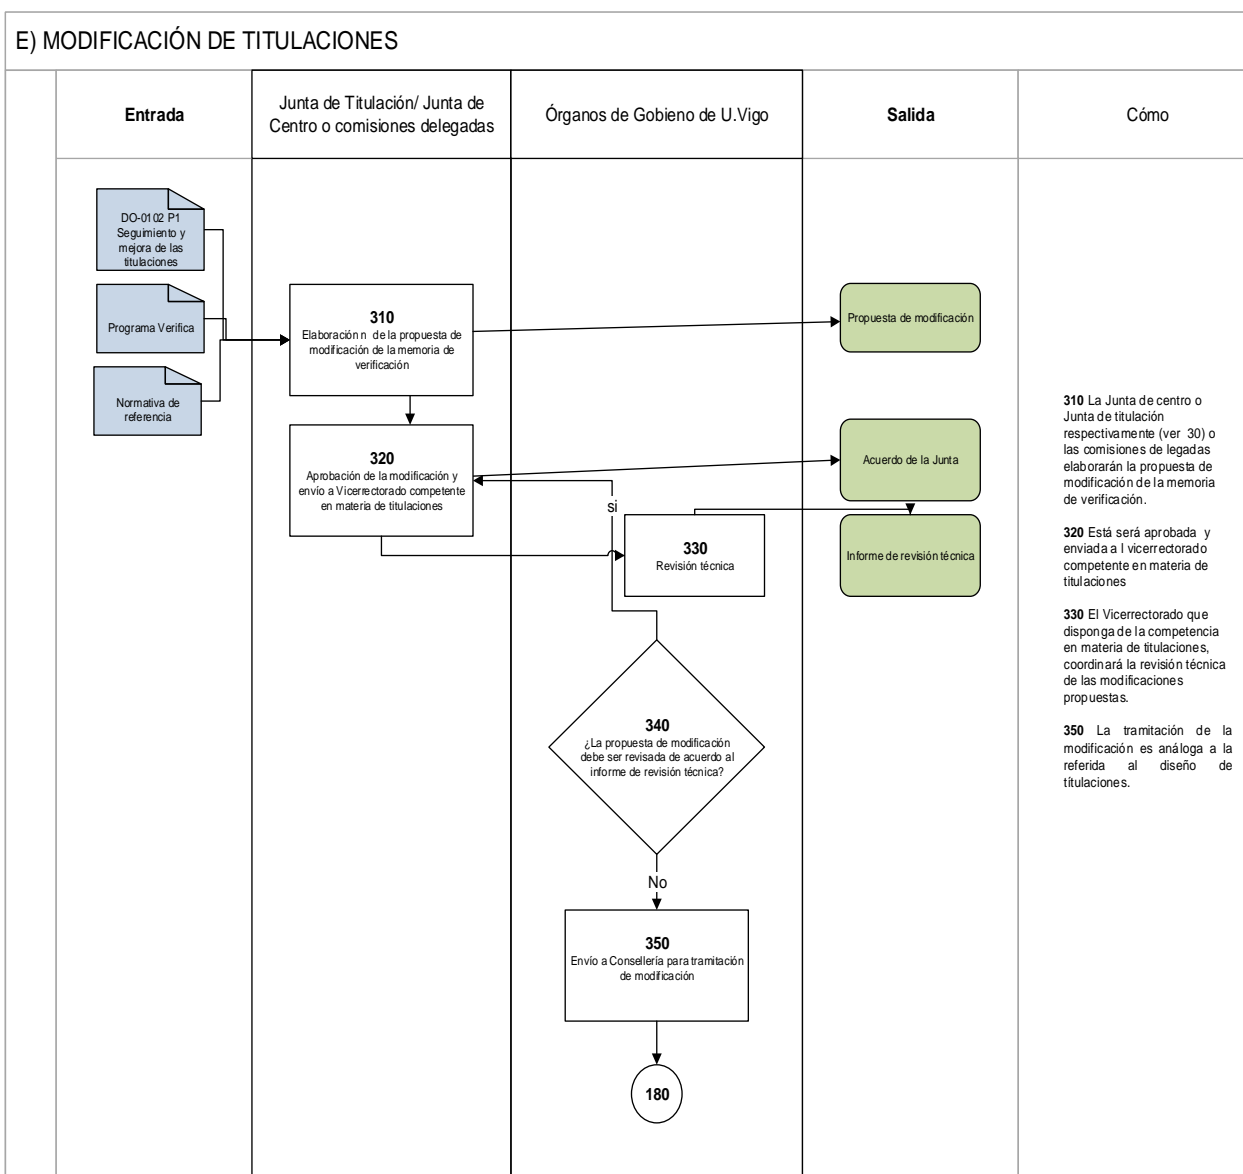 E) MODIFICACIÓN DE TITULACIONES
Entrada
Junta de Titulación/ Junta de
Centro o comisiones delegadas
Órganos de Gobieno de U.Vigo
Salida
Cómo
DO-0102 P1
Seguimiento y
mejora de las
titulaciones
Programa Verifica
Normativa de
referencia
310
Elaboración n de la propuesta de
modificación de la memoria de
verificación
320
Aprobación de la modificación y
envío a Vicerrectorado competente
en materia de titulaciones
si
330
Revisión técnica
340
¿La propuesta de modificación
debe ser revisada de acuerdo al
informe de revisión técnica?
No
350
Envío a Consellería para tramitación
de modificación
180
Propuesta de modificación
Acuerdo de la Junta
Informe de revisión técnica
310 La Junta de centro o
Junta de titulación
respectivamente (ver 30) o
las comisiones de legadas
elaborarán la propuesta de
modificación de la memoria
de verificación.
320 Está será aprobada y
enviada a l vicerrectorado
competente en materia de
titulaciones
330 El Vicerrectorado que
disponga de la competencia
en materia de titulaciones,
coordinará la revisión técnica
de las modificaciones
propuestas.
350 La tramitación de la
modificación es análoga a la
referida al diseño de
títulaciones.